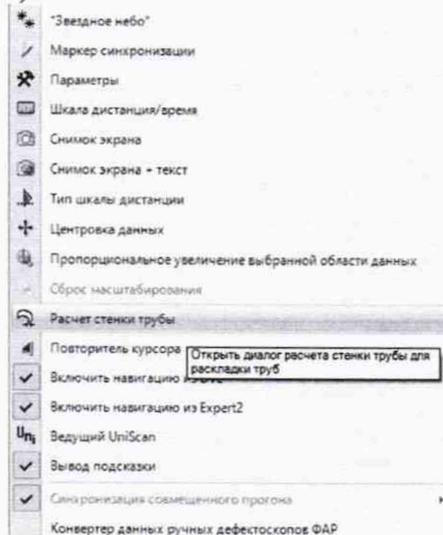 "Звездное небо"
Маркер синхронизации
Параметры
Шкала дистанция/время
Снимок экрана
Снимок экрана + текст
Тип шкалы дистанции
Центровка данных
Пропорциональное увеличение выбранной области данных
Сброс масштабирования
Расчет стенки трубы
Повторитель курсора
Открыть диалог расчета стенки трубы для
раскладки труб
Включить навигацию из
Включить навигацию из Expert2
Uni Ведущий UniScan
Вывод подсказки
Синхронизация совмещенного прогона
Конвертер данных ручных дефектоскопов ФАР